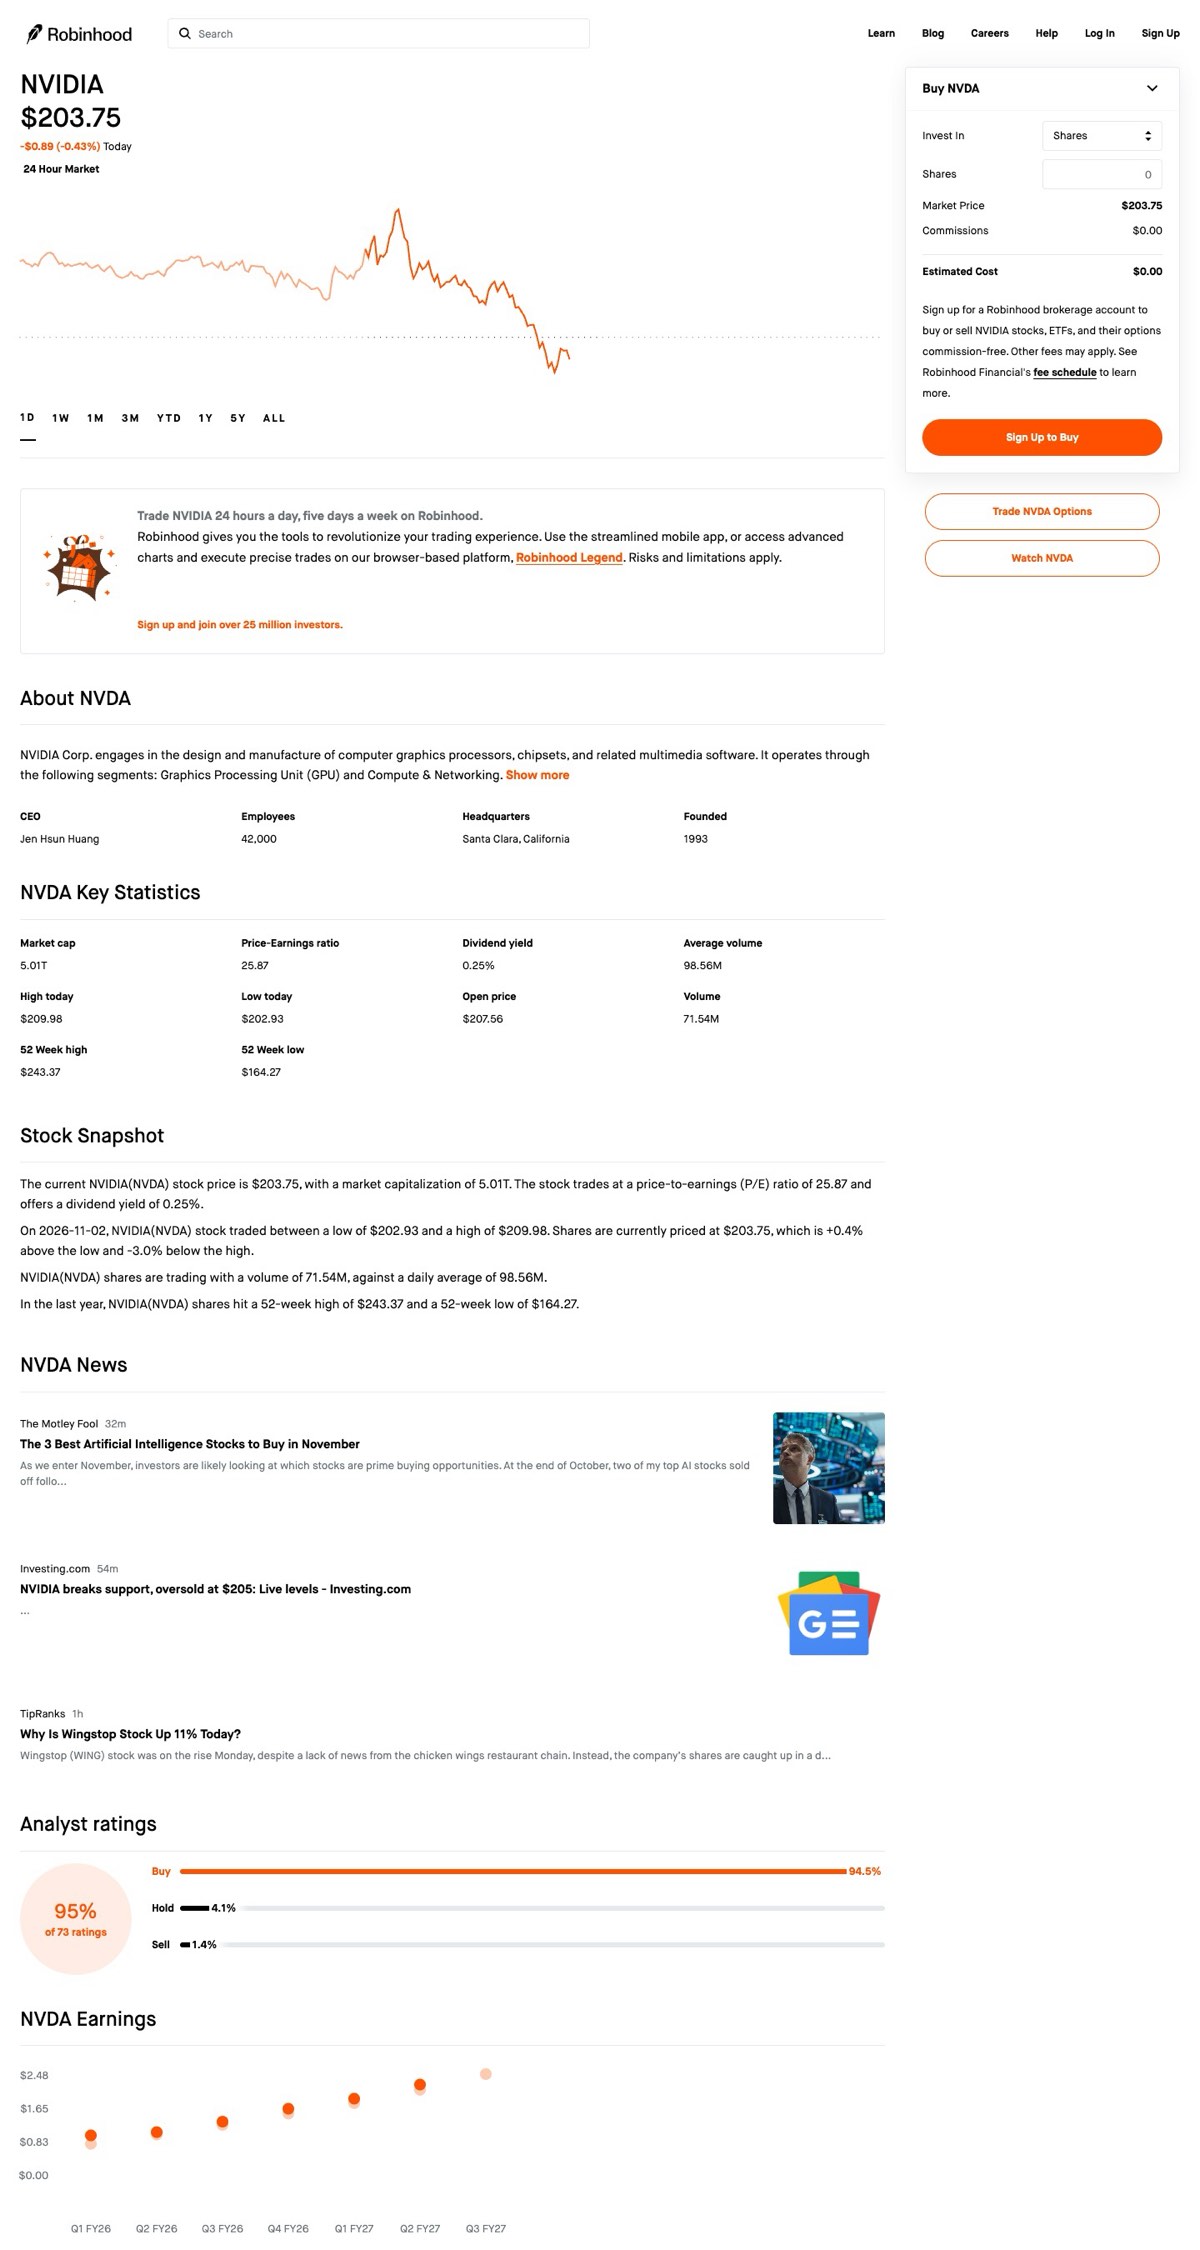 Robinhood
Search
Learn
Blog
Careers
Help
Log In
Sign Up
NVIDIA
$203.75
-$0.89 (-0.43%) Today
24 Hour Market
1D
1W
1M
3M
YTD
1Y
5Y
ALL
Buy NVDA
Invest In
Shares
Shares
0
Market Price
$203.75
Commissions
$0.00
Estimated Cost
$0.00
Sign up for a Robinhood brokerage account to
buy or sell NVIDIA stocks, ETFs, and their options
commission-free. Other fees may apply. See
Robinhood Financial's fee schedule to learn
more.
Sign Up to Buy
Trade NVDA Options
Watch NVDA
Trade NVIDIA 24 hours a day, five days a week on Robinhood.
Robinhood gives you the tools to revolutionize your trading experience. Use the streamlined mobile app, or access advanced
charts and execute precise trades on our browser-based platform, Robinhood Legend. Risks and limitations apply.
Sign up and join over 25 million investors.
About NVDA
NVIDIA Corp. engages in the design and manufacture of computer graphics processors, chipsets, and related multimedia software. It operates through
the following segments: Graphics Processing Unit (GPU) and Compute & Networking. Show more
CEO
Jen Hsun Huang
Employees
42,000
Headquarters
Santa Clara, California
Founded
1993
NVDA Key Statistics
Market cap
5.01T
Price-Earnings ratio
25.87
Dividend yield
0.25%
Average volume
98.56M
High today
$209.98
Low today
$202.93
Open price
$207.56
Volume
71.54M
52 Week high
$243.37
52 Week low
$164.27
Stock Snapshot
The current NVIDIA(NVDA) stock price is $203.75, with a market capitalization of 5.01T. The stock trades at a price-to-earnings (P/E) ratio of 25.87 and
offers a dividend yield of 0.25%.
On 2026-11-02, NVIDIA(NVDA) stock traded between a low of $202.93 and a high of $209.98. Shares are currently priced at $203.75, which is +0.4%
above the low and -3.0% below the high.
NVIDIA(NVDA) shares are trading with a volume of 71.54M, against a daily average of 98.56M.
In the last year, NVIDIA(NVDA) shares hit a 52-week high of $243.37 and a 52-week low of $164.27.
NVDA News
The Motley Fool 32m
The 3 Best Artificial Intelligence Stocks to Buy in November
As we enter November, investors are likely looking at which stocks are prime buying opportunities. At the end of October, two of my top AI stocks sold
off follo...
Investing.com 54m
NVIDIA breaks support, oversold at $205: Live levels - Investing.com
...
GE
TipRanks 1h
Why Is Wingstop Stock Up 11% Today?
Wingstop (WING) stock was on the rise Monday, despite a lack of news from the chicken wings restaurant chain. Instead, the company's shares are caught up in a d...
Analyst ratings
95%
of 73 ratings
Buy
94.5%
Hold
4.1%
Sell
1.4%
NVDA Earnings
$2.48
$1.65
$0.83
$0.00
Q1 FY26
Q2 FY26
Q3 FY26
Q4 FY26
Q1 FY27
Q2 FY27
Q3 FY27